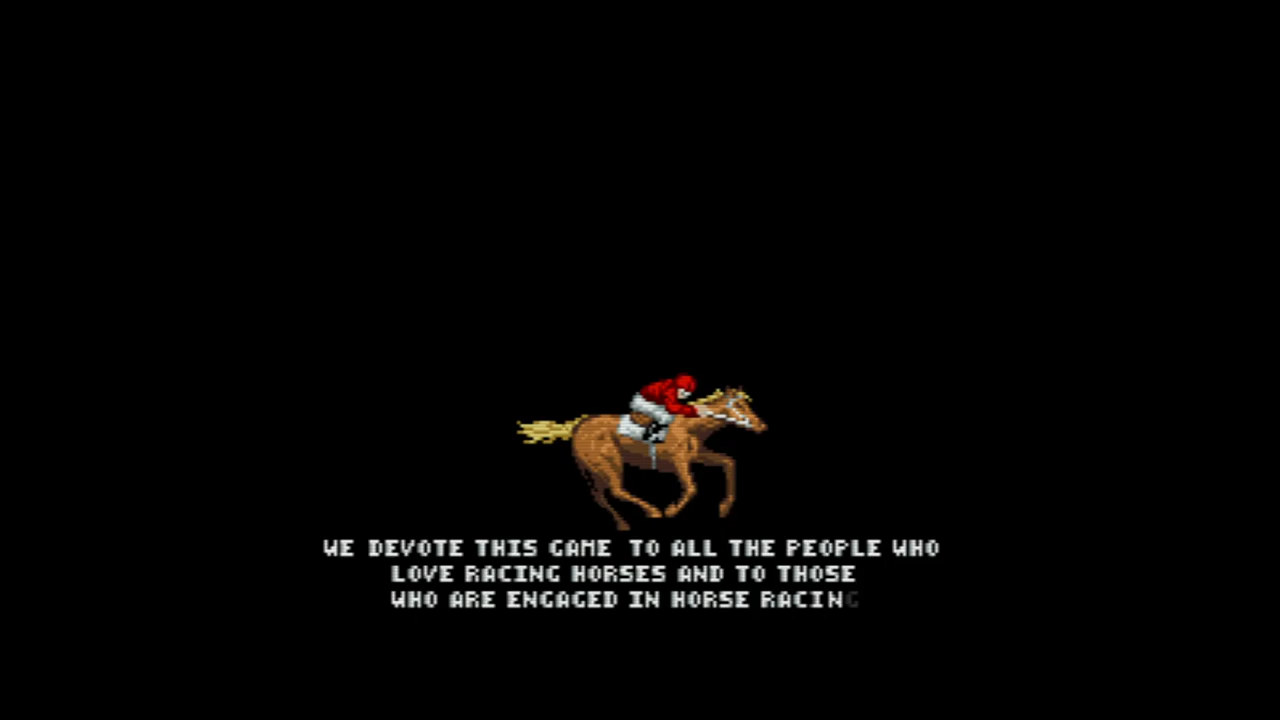 WE DEVOTE THIS GAME TO ALL THE PEOPLE WHO
LOVE RACING HORSES AND TO THOSE
WHO ARE ENGAGED IN HORSE RACING